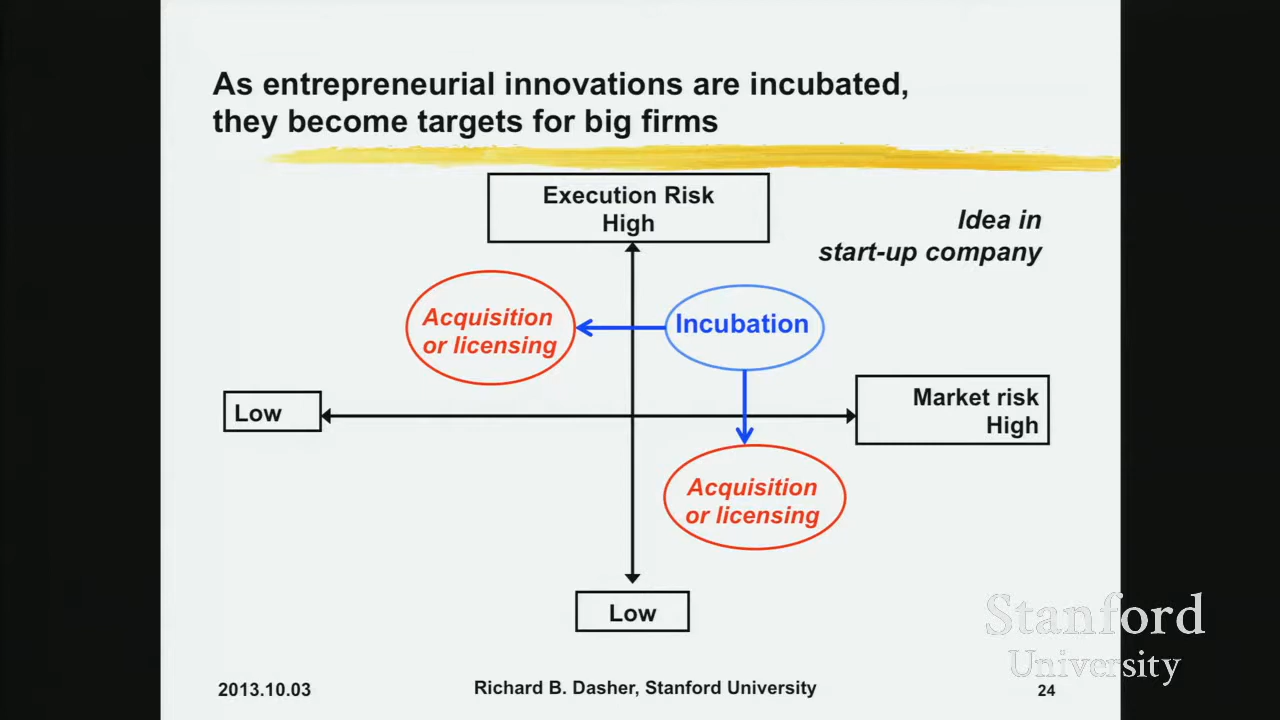 As entrepreneurial innovations are incubated,
they become targets for big firms
Execution Risk
High
Idea in
start-up company
Acquisition
or licensing
Incubation
Low
Market risk
High
Acquisition
or licensing
Low
Stanford
University
2013.10.03
Richard B. Dasher, Stanford University
24